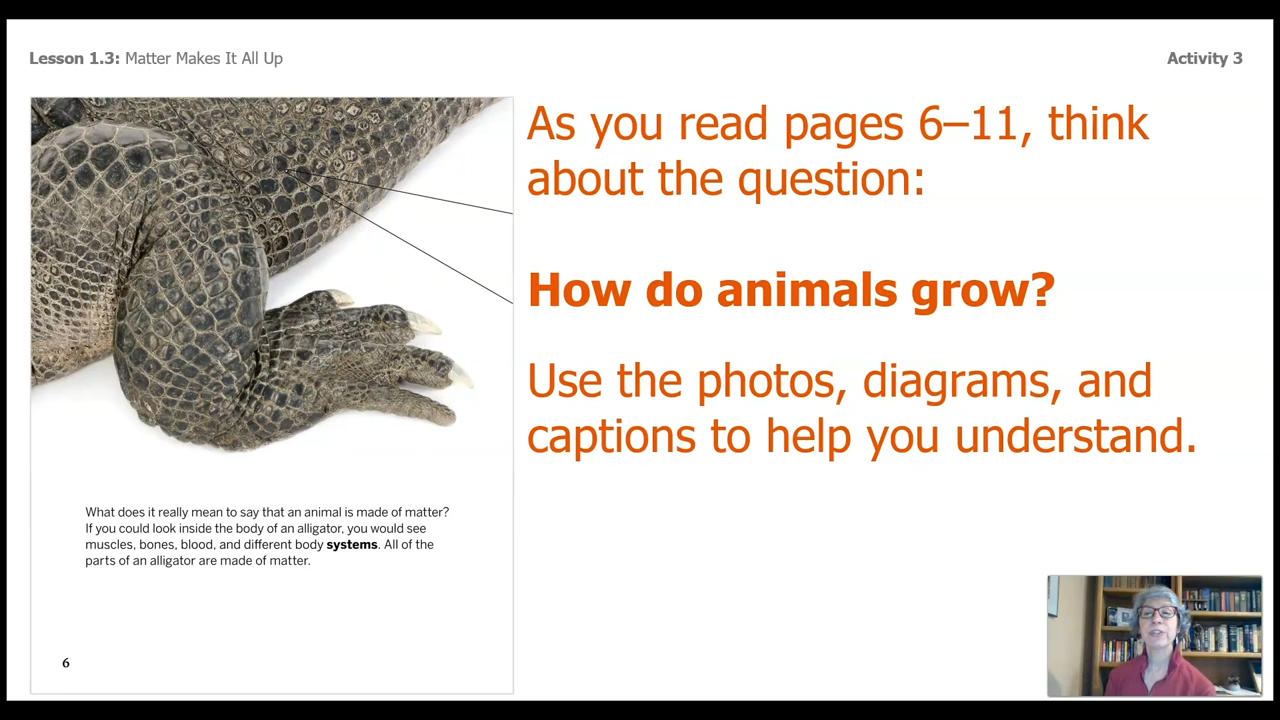 Lesson 1.3: Matter Makes It All Up
Activity 3
As you read pages 6–11, think
about the question:
How do animals grow?
Use the photos, diagrams, and
captions to help you understand.
What does it really mean to say that an animal is made of matter?
If you could look inside the body of an alligator, you would see
muscles, bones, blood, and different body systems. All of the
parts of an alligator are made of matter.
6